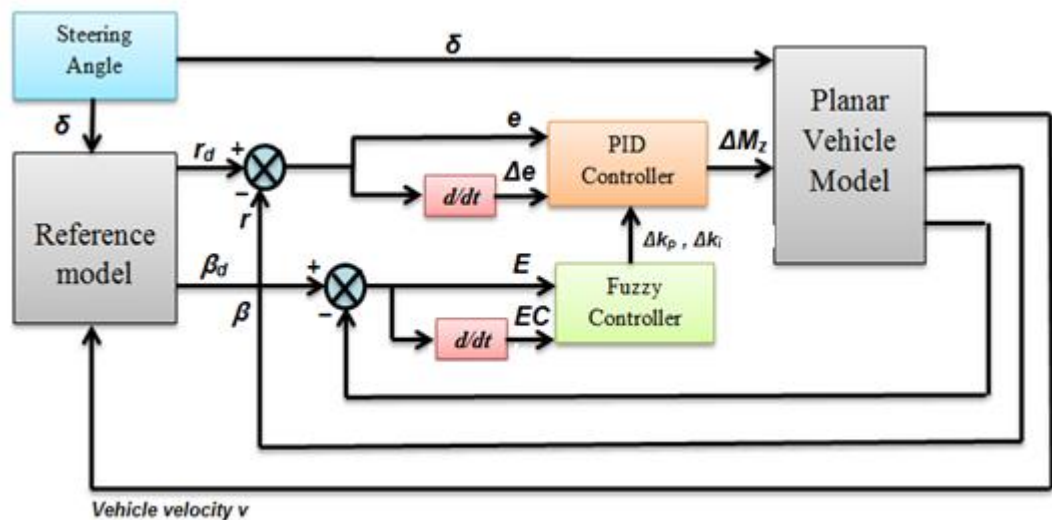 Steering
Angle
δ
δ
Reference
model
r_d
+
−
r
e
Δe
d/dt
PID
Controller
ΔM_z
Planar
Vehicle
Model
Δk_p , Δk_i
β_d
+
−
β
E
EC
d/dt
Fuzzy
Controller
Vehicle velocity v